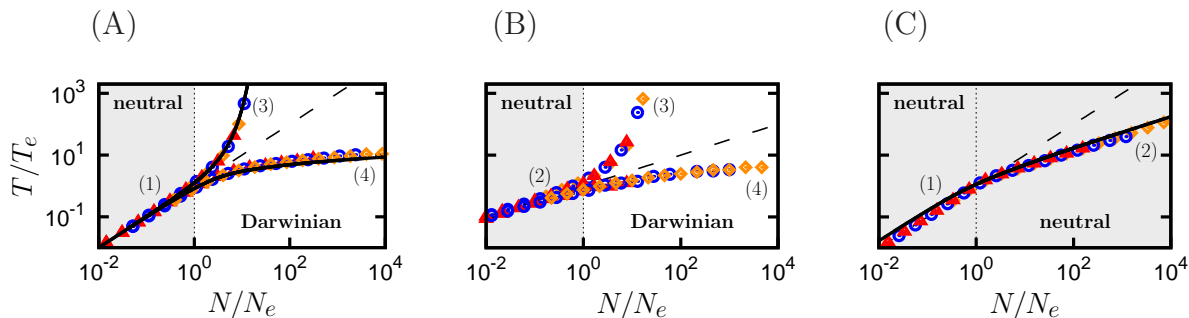 (A)
(B)
(C)
T/T_e
10^3
10^1
10^-1
neutral
(3)
(1)
(4)
Darwinian
10^-2 10^0 10^2 10^4
N/N_e
neutral
(3)
(2)
(4)
Darwinian
10^-2 10^0 10^2 10^4
N/N_e
neutral
(2)
(1)
neutral
10^-2 10^0 10^2 10^4
N/N_e